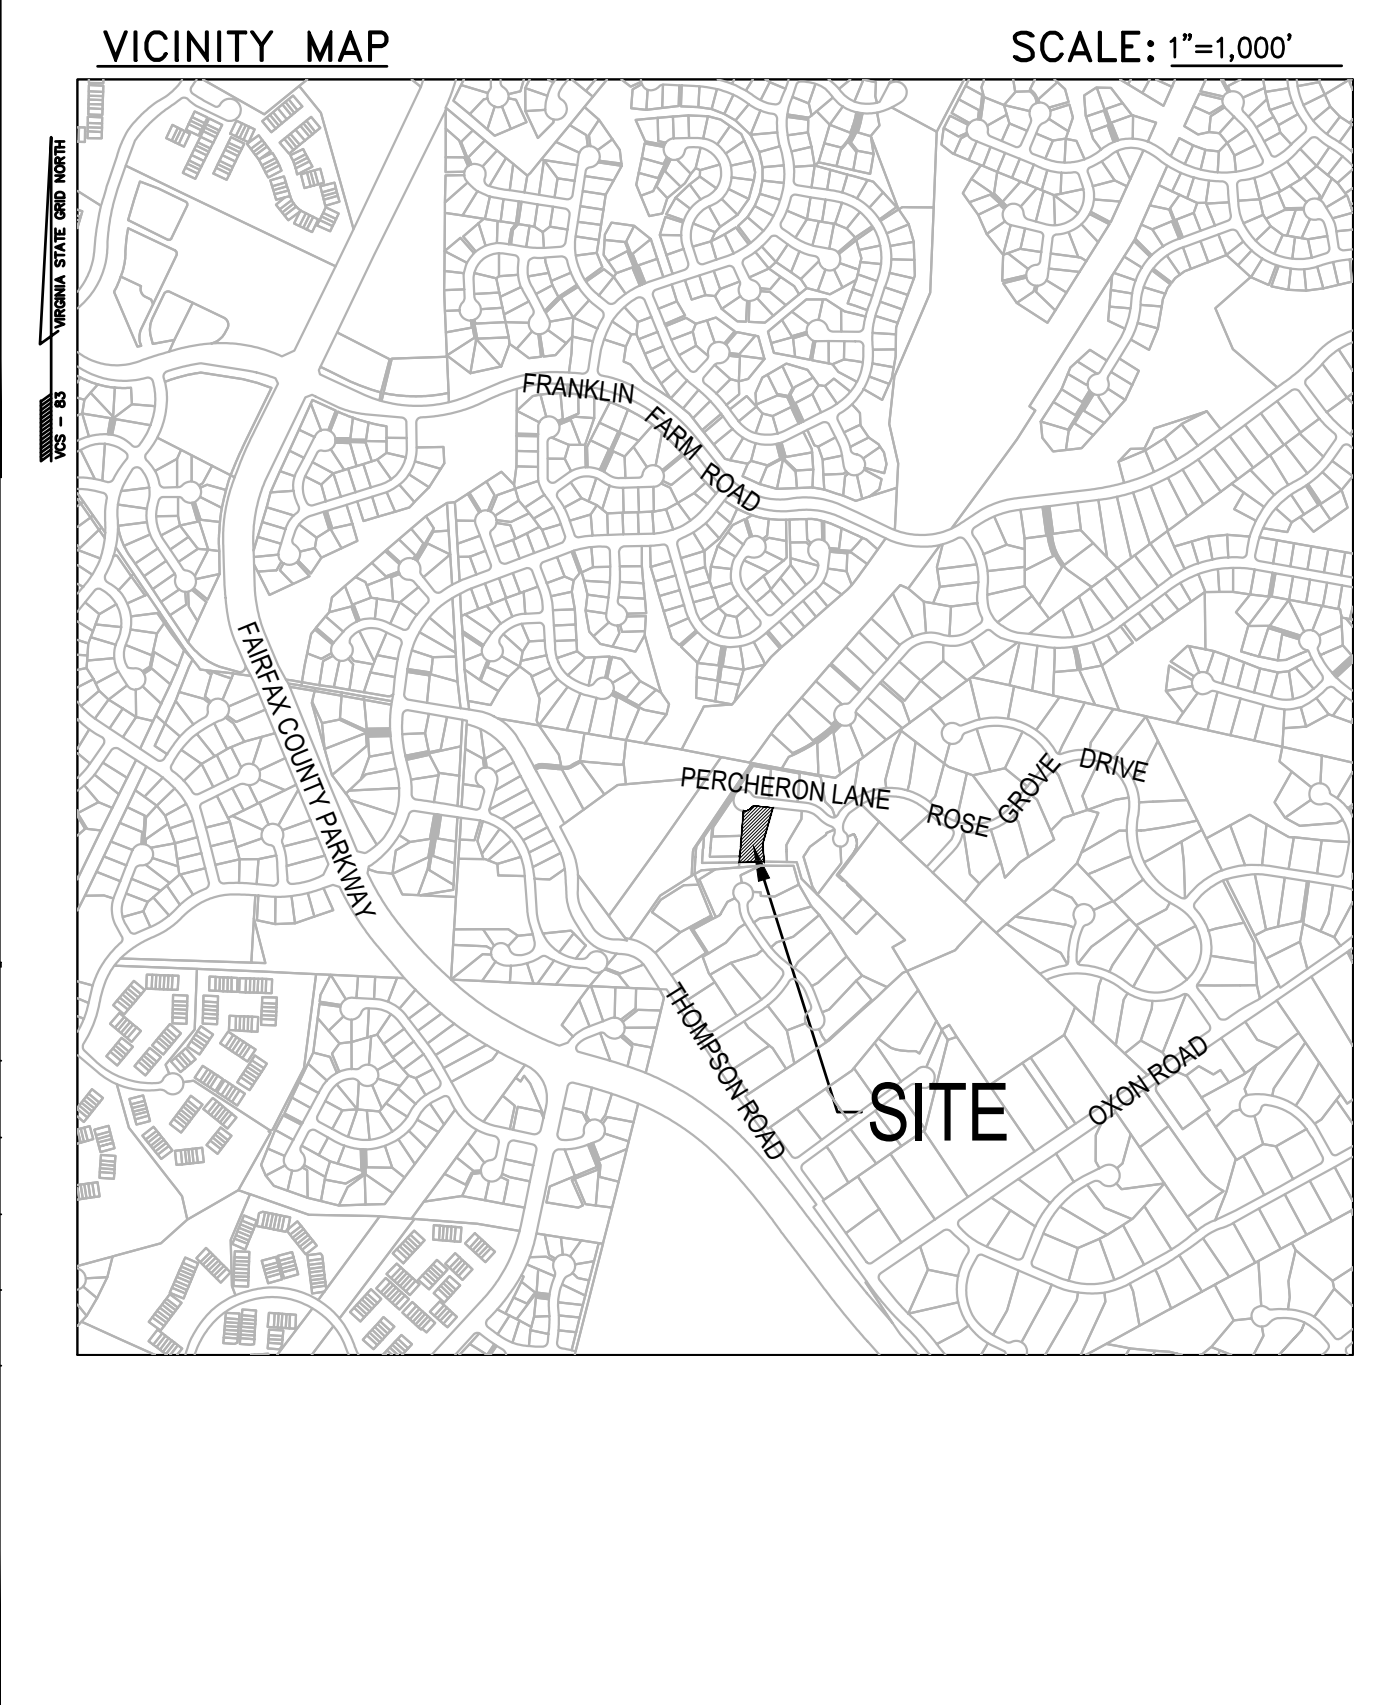 VICINITY MAP
SCALE: 1"=1,000'
VIRGINIA STATE GRID NORTH
VCS - 83
FRANKLIN FARM ROAD
FAIRFAX COUNTY PARKWAY
PERCHERON LANE
ROSE GROVE DRIVE
THOMPSON ROAD
OXON ROAD
SITE